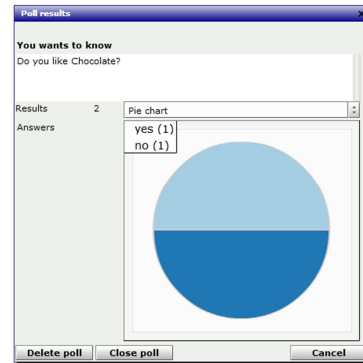 Poll results
You wants to know
Do you like Chocolate?
Results 2 Pie chart
Answers
yes (1)
no (1)
Delete poll Close poll Cancel